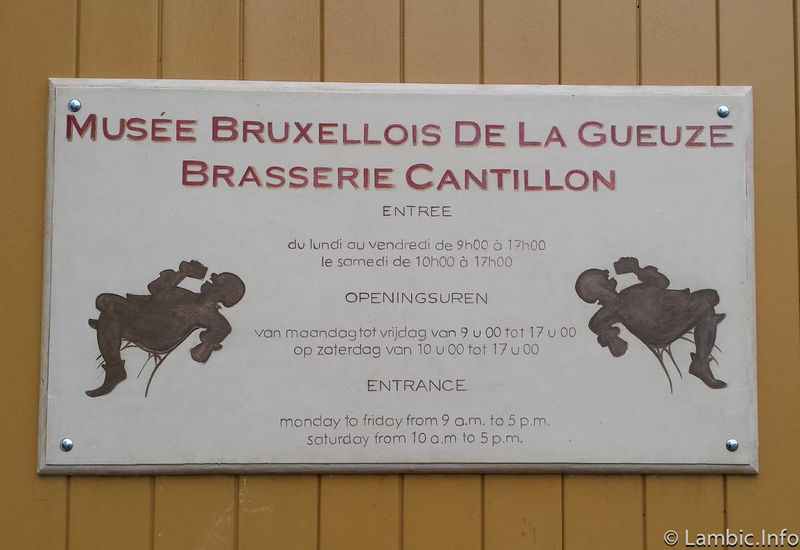 MUSÉE BRUXELLOIS DE LA GUEUZE
BRASSERIE CANTILLON
ENTREE
du lundi au vendredi de 9h00 à 17h00
le samedi de 10h00 à 17h00
OPENINGSUREN
van maandag tot vrijdag van 9 u 00 tot 17 u 00
op zaterdag van 10 u 00 tot 17 u 00
ENTRANCE
monday to friday from 9 a.m. to 5 p.m.
saturday from 10 a.m to 5 p.m.
© Lambic.Info